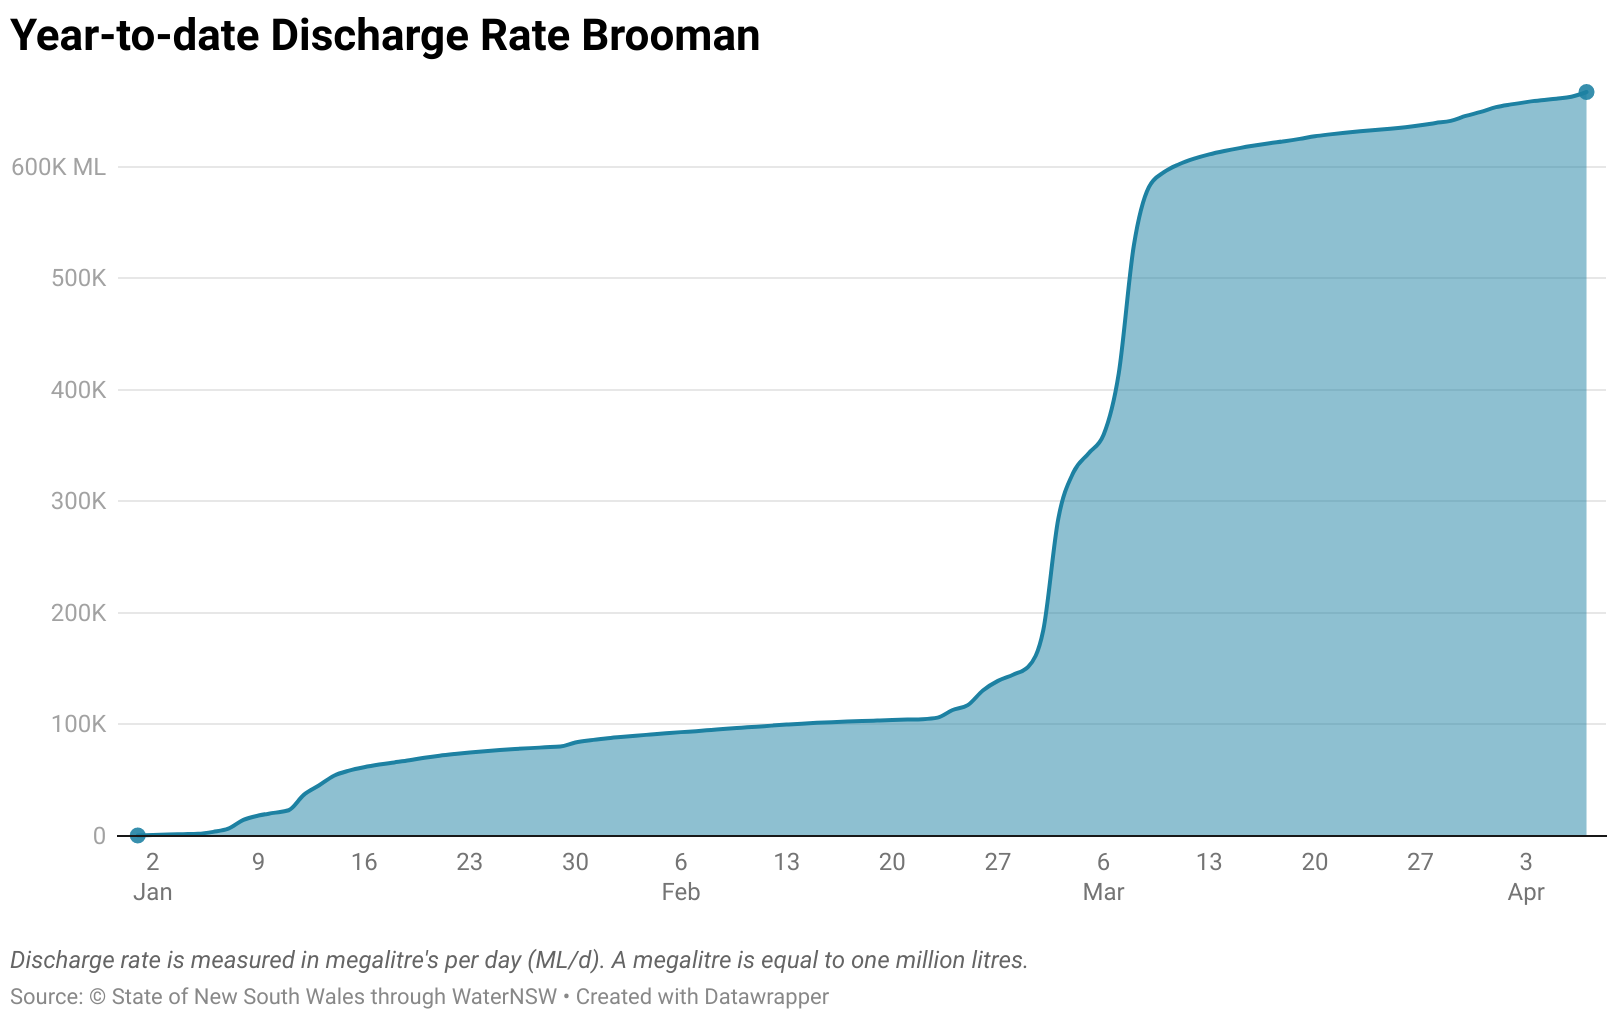 Year-to-date Discharge Rate Brooman
600K ML
500K
400K
300K
200K
100K
0
2 9 16 23 30 6 13 20 27 6 13 20 27 3
Jan Feb Mar Apr
Discharge rate is measured in megalitre's per day (ML/d). A megalitre is equal to one million litres.
Source: © State of New South Wales through WaterNSW • Created with Datawrapper